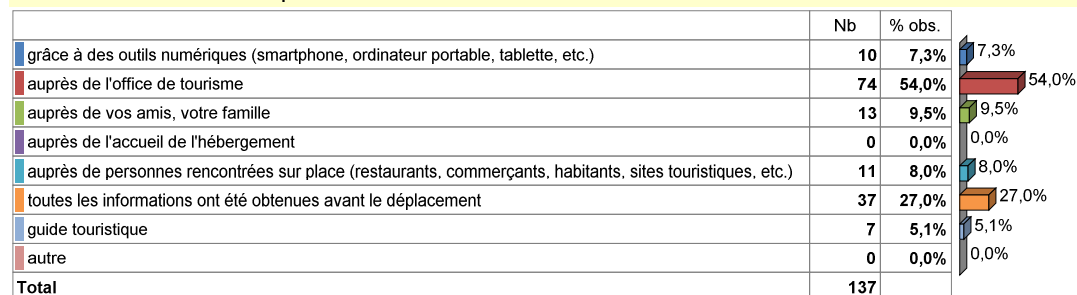 Nb % obs.
grâce à des outils numériques (smartphone, ordinateur portable, tablette, etc.) 10 7,3% 7,3%
auprès de l'office de tourisme 74 54,0% 54,0%
auprès de vos amis, votre famille 13 9,5% 9,5%
auprès de l'accueil de l'hébergement 0 0,0% 0,0%
auprès de personnes rencontrées sur place (restaurants, commerçants, habitants, sites touristiques, etc.) 11 8,0% 8,0%
toutes les informations ont été obtenues avant le déplacement 37 27,0% 27,0%
guide touristique 7 5,1% 5,1%
autre 0 0,0% 0,0%
Total 137